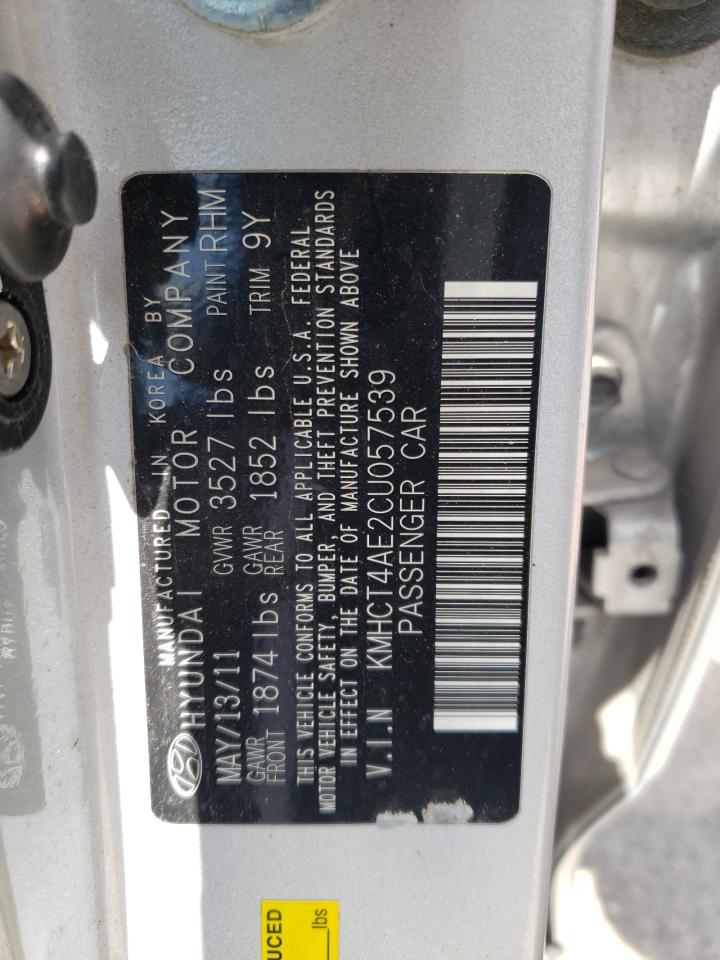 MANUFACTURED IN KOREA BY
HYUNDAI MOTOR COMPANY
MAY/13/11 GVWR 3527 lbs PAINT RHM
GAWR FRONT 1874 lbs GAWR REAR 1852 lbs TRIM 9Y
THIS VEHICLE CONFORMS TO ALL APPLICABLE U.S.A. FEDERAL
MOTOR VEHICLE SAFETY, BUMPER, AND THEFT PREVENTION STANDARDS
IN EFFECT ON THE DATE OF MANUFACTURE SHOWN ABOVE
V.I.N KMHCT4AE2CU057539
PASSENGER CAR
UCED
lbs